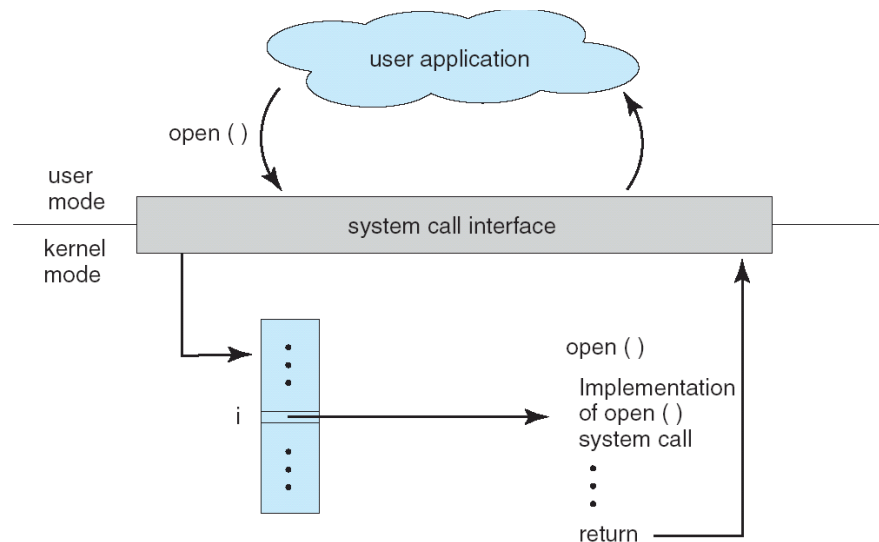 user application
open ( )
user
mode
system call interface
kernel
mode
open ( )
i
Implementation
of open ( )
system call
return